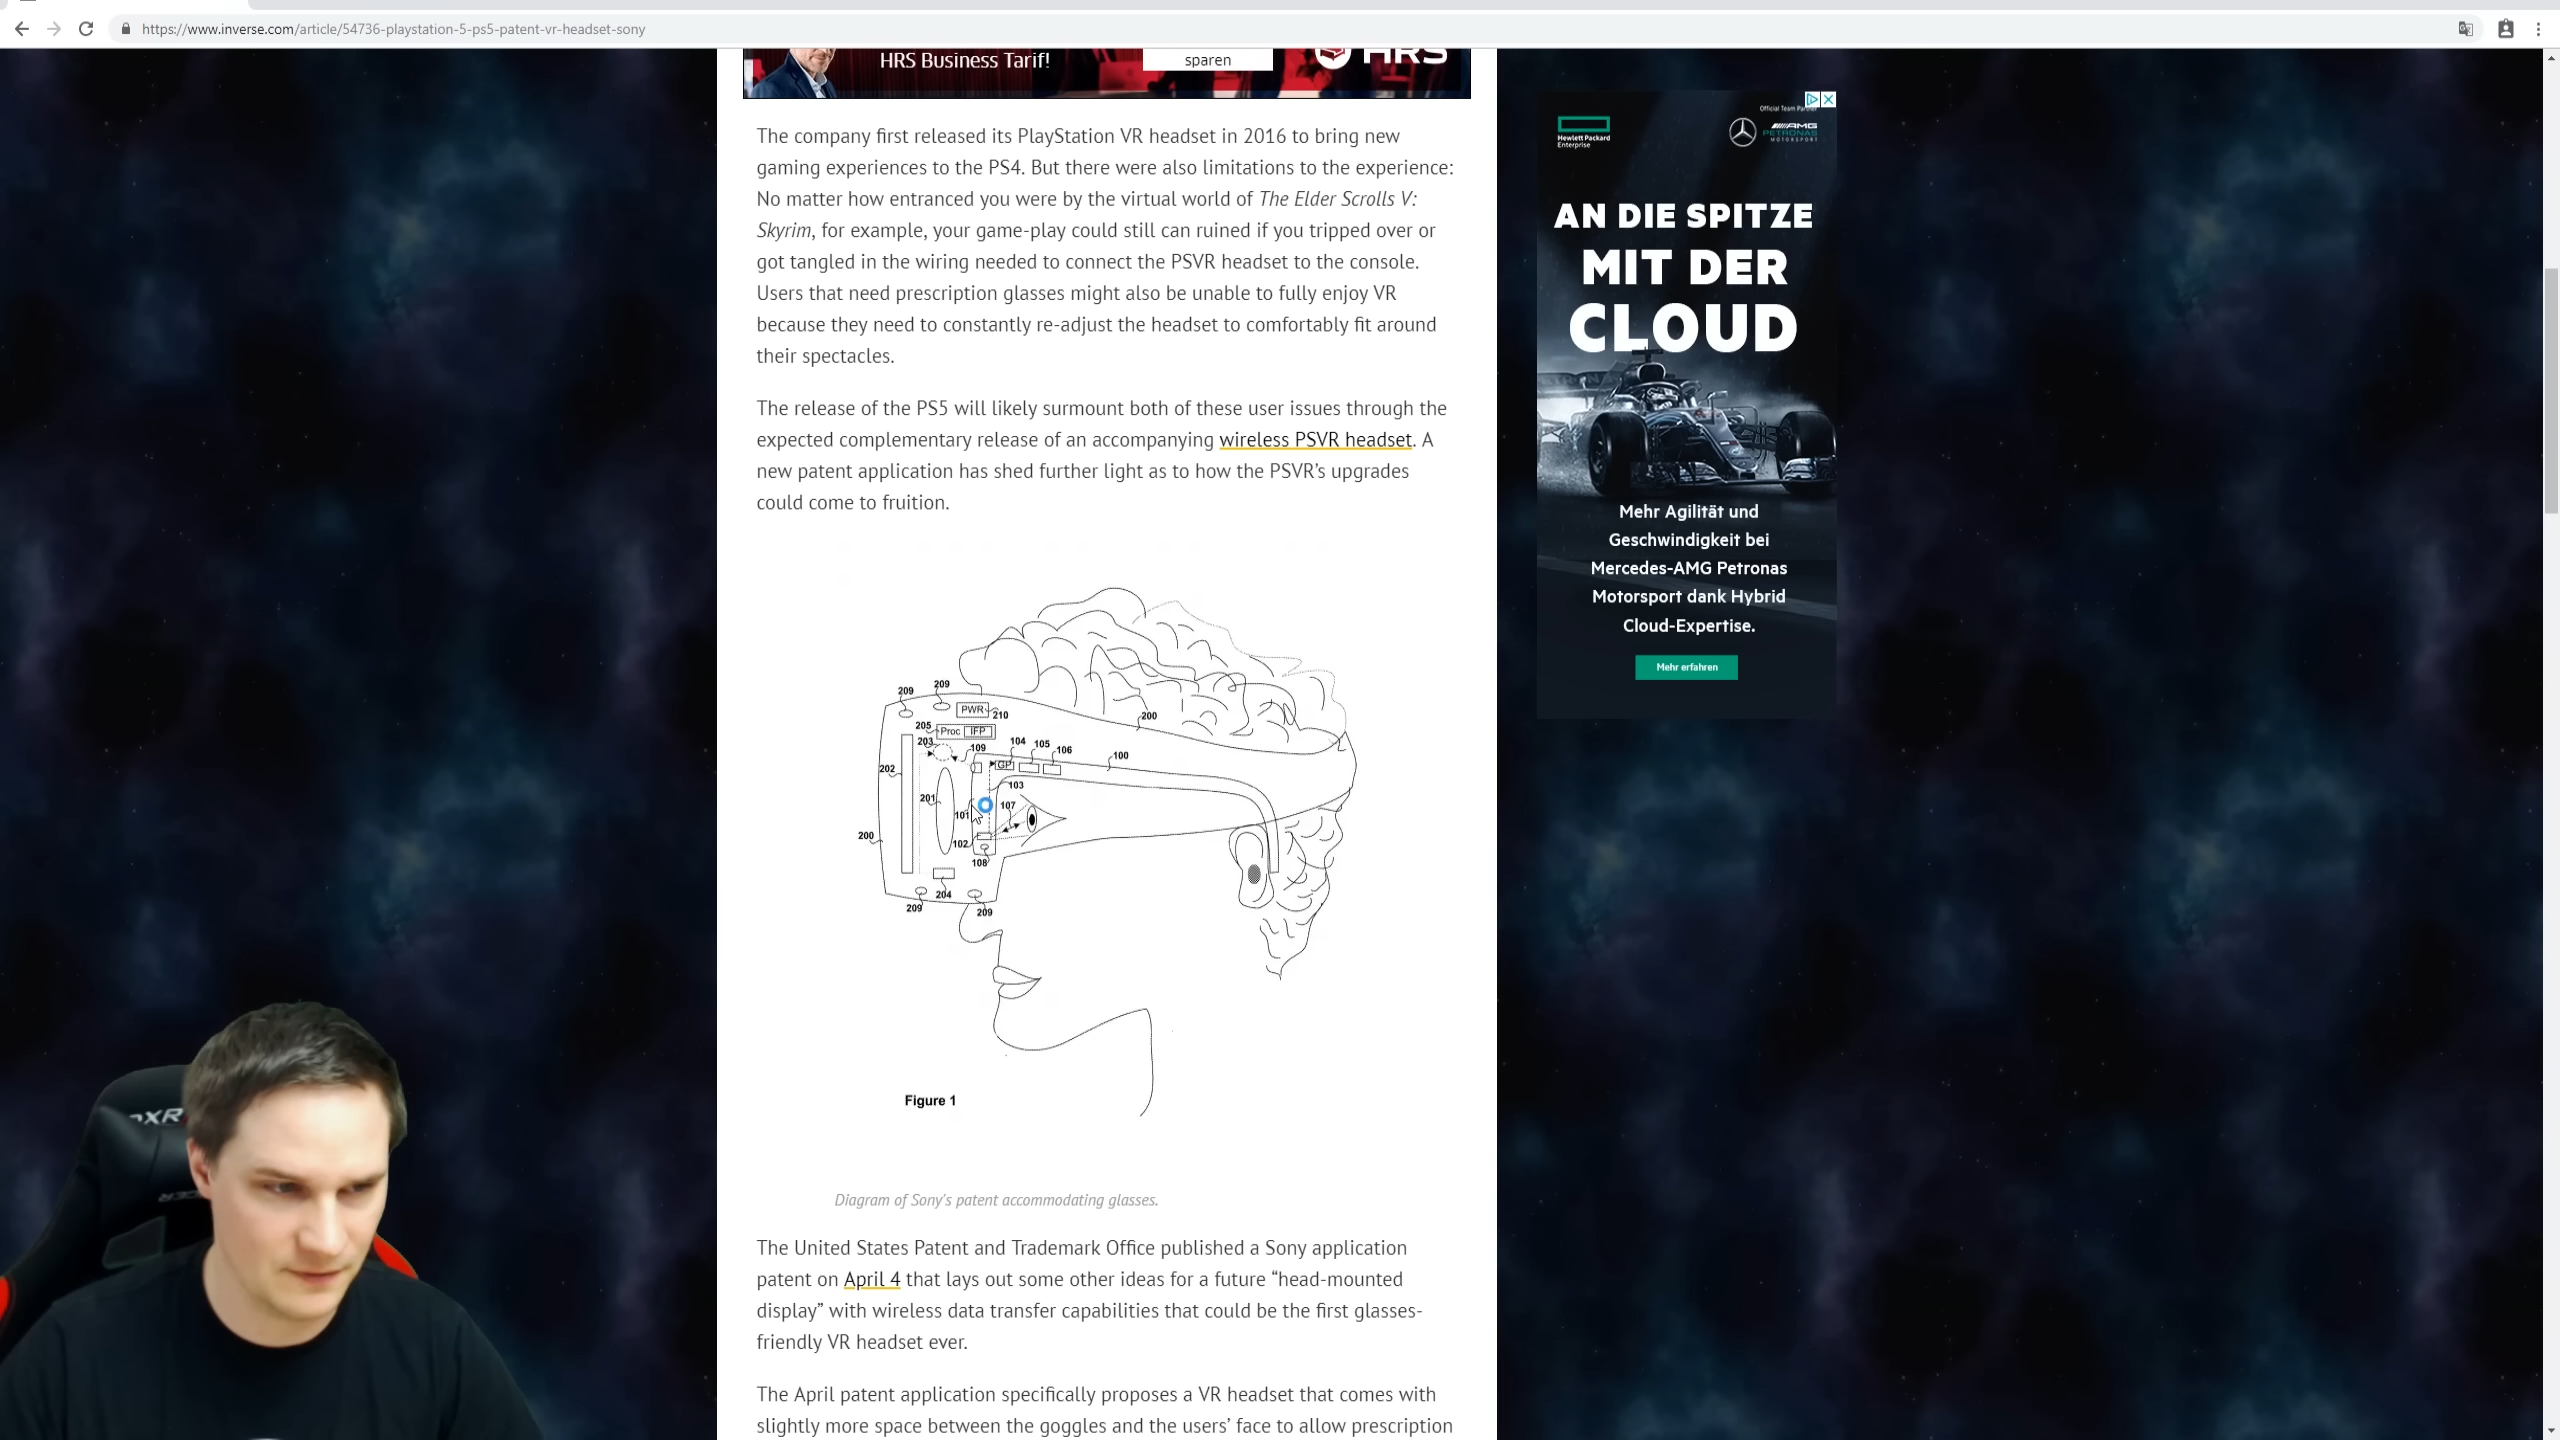 https://www.inverse.com/article/54736-playstation-5-ps5-patent-vr-headset-sony
HRS Business Tarif!
sparen
HRS
The company first released its PlayStation VR headset in 2016 to bring new
gaming experiences to the PS4. But there were also limitations to the experience:
No matter how entranced you were by the virtual world of The Elder Scrolls V:
Skyrim, for example, your game-play could still can ruined if you tripped over or
got tangled in the wiring needed to connect the PSVR headset to the console.
Users that need prescription glasses might also be unable to fully enjoy VR
because they need to constantly re-adjust the headset to comfortably fit around
their spectacles.
The release of the PS5 will likely surmount both of these user issues through the
expected complementary release of an accompanying wireless PSVR headset. A
new patent application has shed further light as to how the PSVR’s upgrades
could come to fruition.
209
209
PWR
210
200
205
Proc
IFP
203
109
104
105
106
100
202
GP
103
201
107
101
200
102
108
204
209
209
Figure 1
Diagram of Sony's patent accommodating glasses.
The United States Patent and Trademark Office published a Sony application
patent on April 4 that lays out some other ideas for a future “head-mounted
display” with wireless data transfer capabilities that could be the first glasses-
friendly VR headset ever.
The April patent application specifically proposes a VR headset that comes with
slightly more space between the goggles and the users’ face to allow prescription
Official Team Partner
Hewlett Packard
Enterprise
AMG
PETRONAS
MOTORSPORT
AN DIE SPITZE
MIT DER
CLOUD
Mehr Agilität und
Geschwindigkeit bei
Mercedes-AMG Petronas
Motorsport dank Hybrid
Cloud-Expertise.
Mehr erfahren